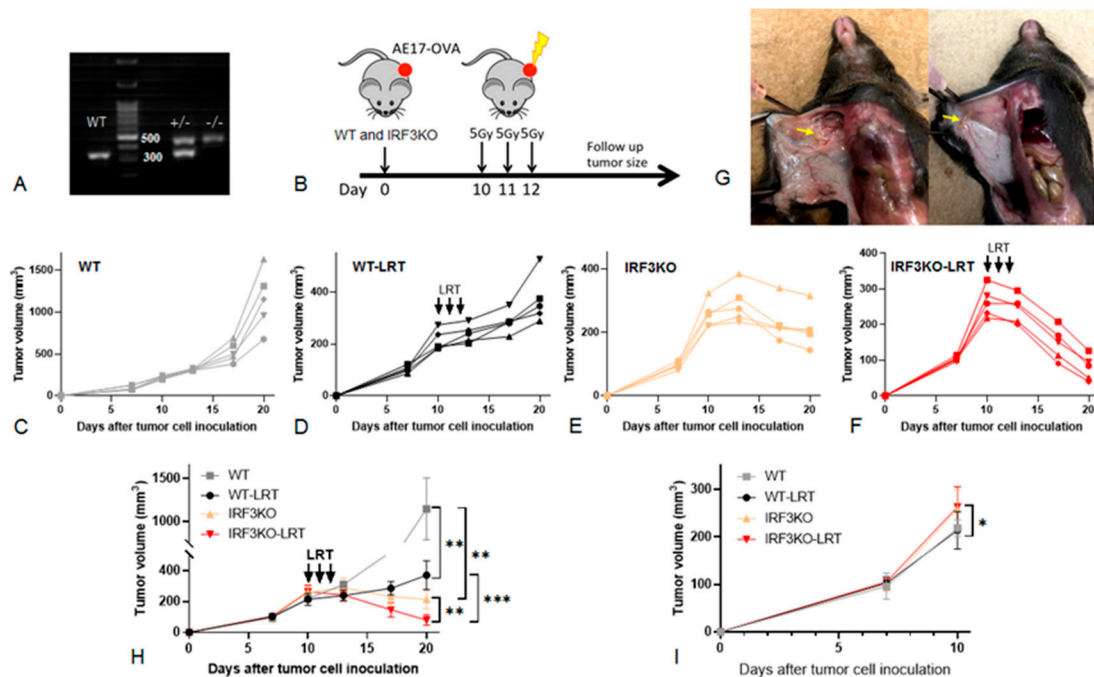 WT
+/-
-/-
500
300
A
AE17-OVA
WT and IRF3KO
5Gy 5Gy 5Gy
Follow up
tumor size
B
Day 0 10 11 12
G
WT
Tumor volume (mm³)
1500
1000
500
0
0 5 10 15 20
Days after tumor cell inoculation
C
WT-LRT
LRT
Tumor volume (mm³)
400
200
0
0 5 10 15 20
Days after tumor cell inoculation
D
IRF3KO
Tumor volume (mm³)
400
200
0
0 5 10 15 20
Days after tumor cell inoculation
E
IRF3KO-LRT
LRT
Tumor volume (mm³)
400
300
200
100
0
0 5 10 15 20
Days after tumor cell inoculation
F
WT
WT-LRT
IRF3KO
IRF3KO-LRT
LRT
Tumor volume (mm³)
1500
1000
400
200
0
**
**
***
**
0 5 10 15 20
Days after tumor cell inoculation
H
WT
WT-LRT
IRF3KO
IRF3KO-LRT
Tumor volume (mm³)
300
200
100
0
*
0 5 10
Days after tumor cell inoculation
I